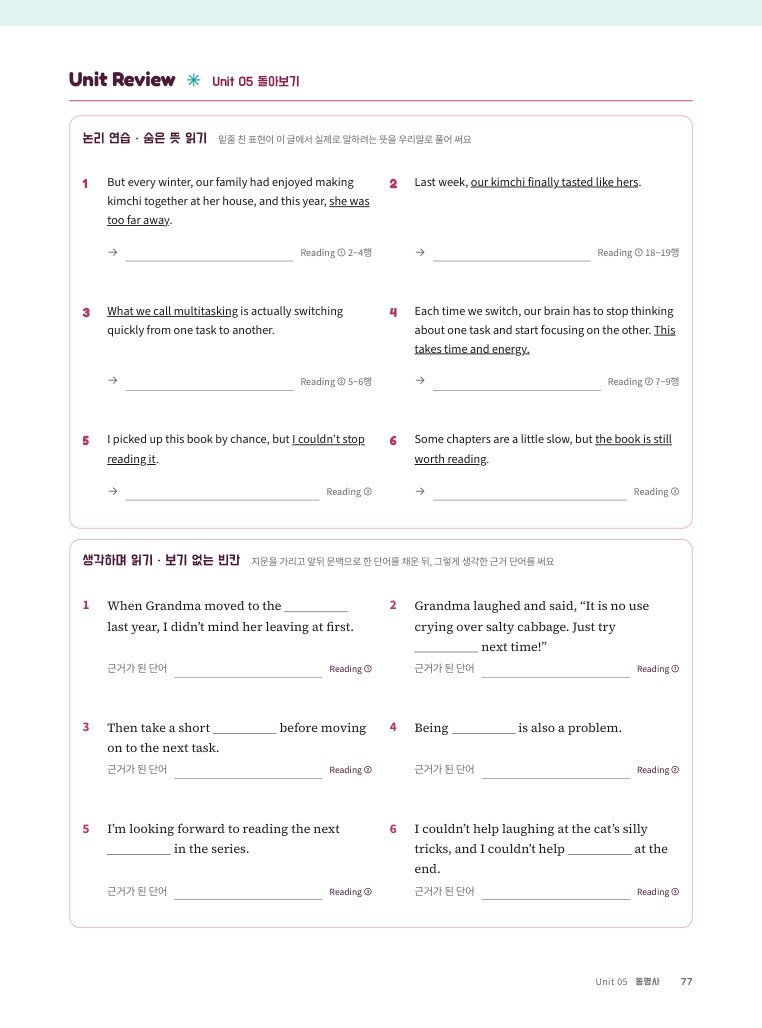 Unit Review ✳ Unit 05 돌아보기
논리 연습 · 숨은 뜻 읽기 밑줄 친 표현이 이 글에서 실제로 말하려는 뜻을 우리말로 풀어 써요
1 But every winter, our family had enjoyed making
kimchi together at her house, and this year, she was
too far away.
→ Reading ① 2~4행
2 Last week, our kimchi finally tasted like hers.
→ Reading ① 18~19행
3 What we call multitasking is actually switching
quickly from one task to another.
→ Reading ② 5~6행
4 Each time we switch, our brain has to stop thinking
about one task and start focusing on the other. This
takes time and energy.
→ Reading ② 7~9행
5 I picked up this book by chance, but I couldn’t stop
reading it.
→ Reading ③
6 Some chapters are a little slow, but the book is still
worth reading.
→ Reading ③
생각하며 읽기 · 보기 없는 빈칸 지문을 가리고 앞뒤 문맥으로 한 단어를 채운 뒤, 그렇게 생각한 근거 단어를 써요
1 When Grandma moved to the __________
last year, I didn’t mind her leaving at first.
근거가 된 단어 Reading ①
2 Grandma laughed and said, “It is no use
crying over salty cabbage. Just try
__________ next time!”
근거가 된 단어 Reading ①
3 Then take a short __________ before moving
on to the next task.
근거가 된 단어 Reading ②
4 Being __________ is also a problem.
근거가 된 단어 Reading ②
5 I’m looking forward to reading the next
__________ in the series.
근거가 된 단어 Reading ③
6 I couldn’t help laughing at the cat’s silly
tricks, and I couldn’t help __________ at the
end.
근거가 된 단어 Reading ③
Unit 05 동명사 77